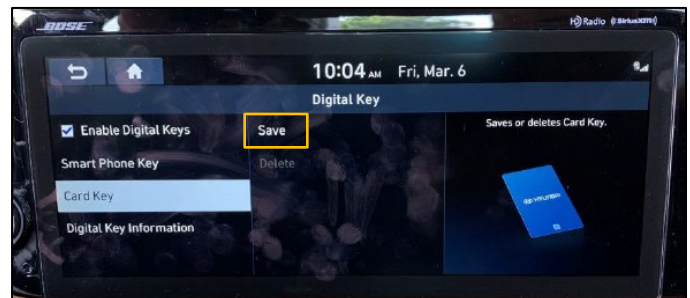 BOSE
HD Radio ((SiriusXM))
10:04 AM Fri, Mar. 6
Digital Key
Enable Digital Keys
Save
Saves or deletes Card Key.
Smart Phone Key
Delete
Card Key
HYUNDAI
Digital Key Information